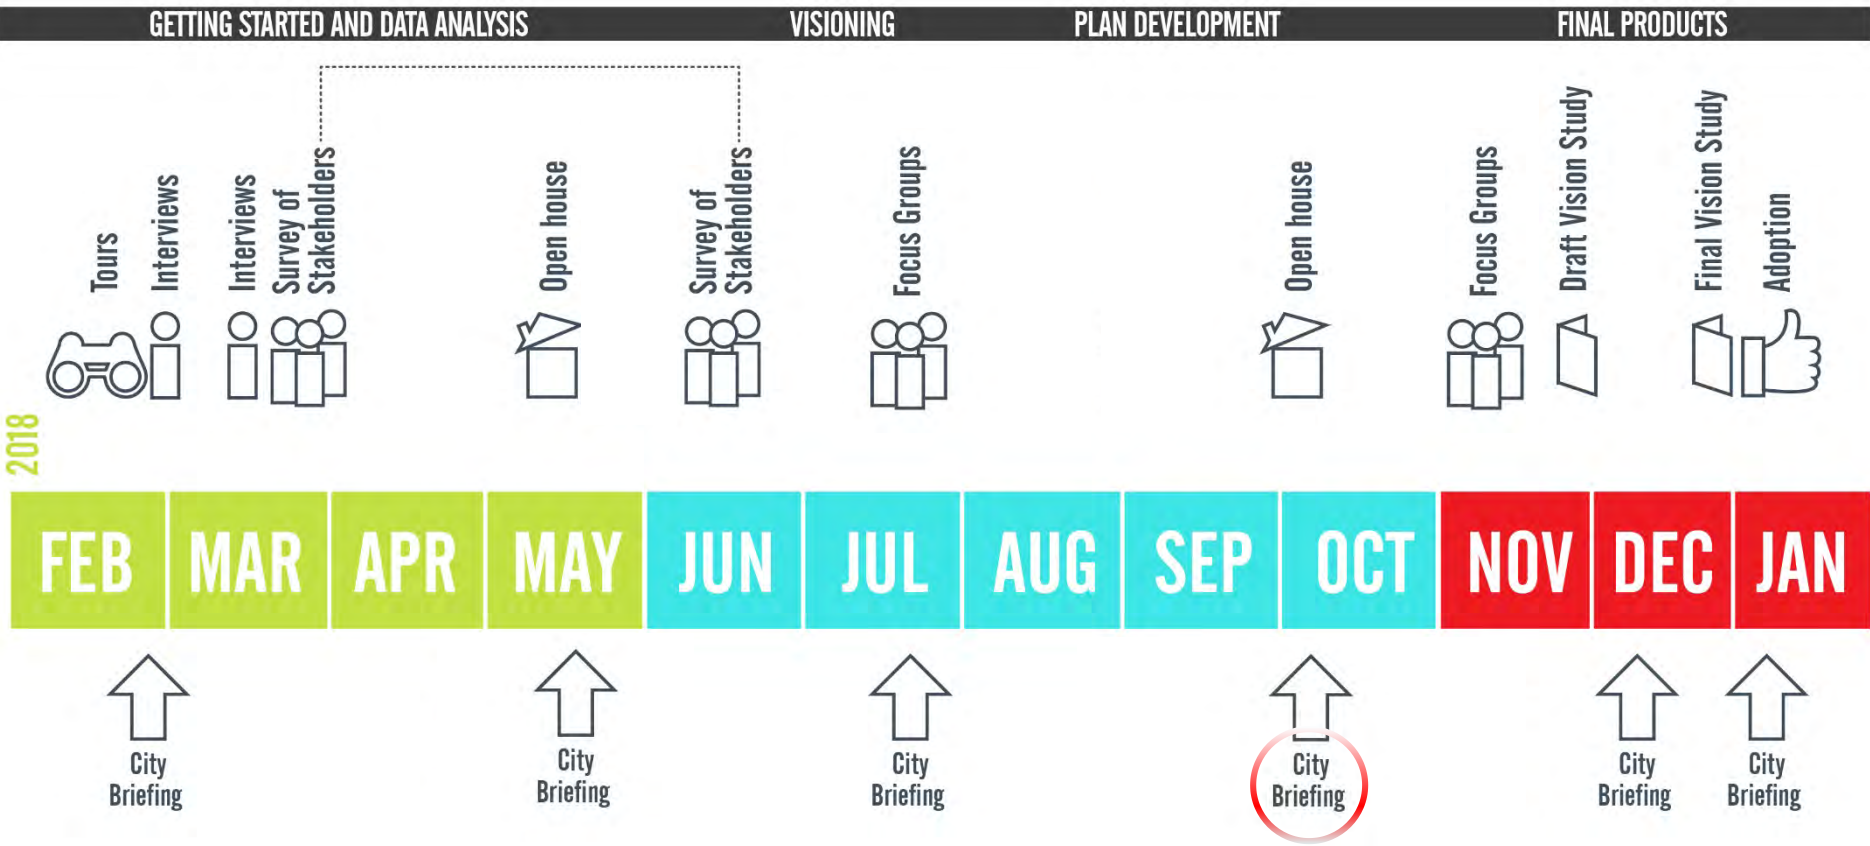 GETTING STARTED AND DATA ANALYSIS
VISIONING
PLAN DEVELOPMENT
FINAL PRODUCTS
Tours
Interviews
Interviews
Survey of
Stakeholders
Open house
Survey of
Stakeholders
Focus Groups
Open house
Focus Groups
Draft Vision Study
Final Vision Study
Adoption
2018
FEB
MAR
APR
MAY
JUN
JUL
AUG
SEP
OCT
NOV
DEC
JAN
City
Briefing
City
Briefing
City
Briefing
City
Briefing
City
Briefing
City
Briefing